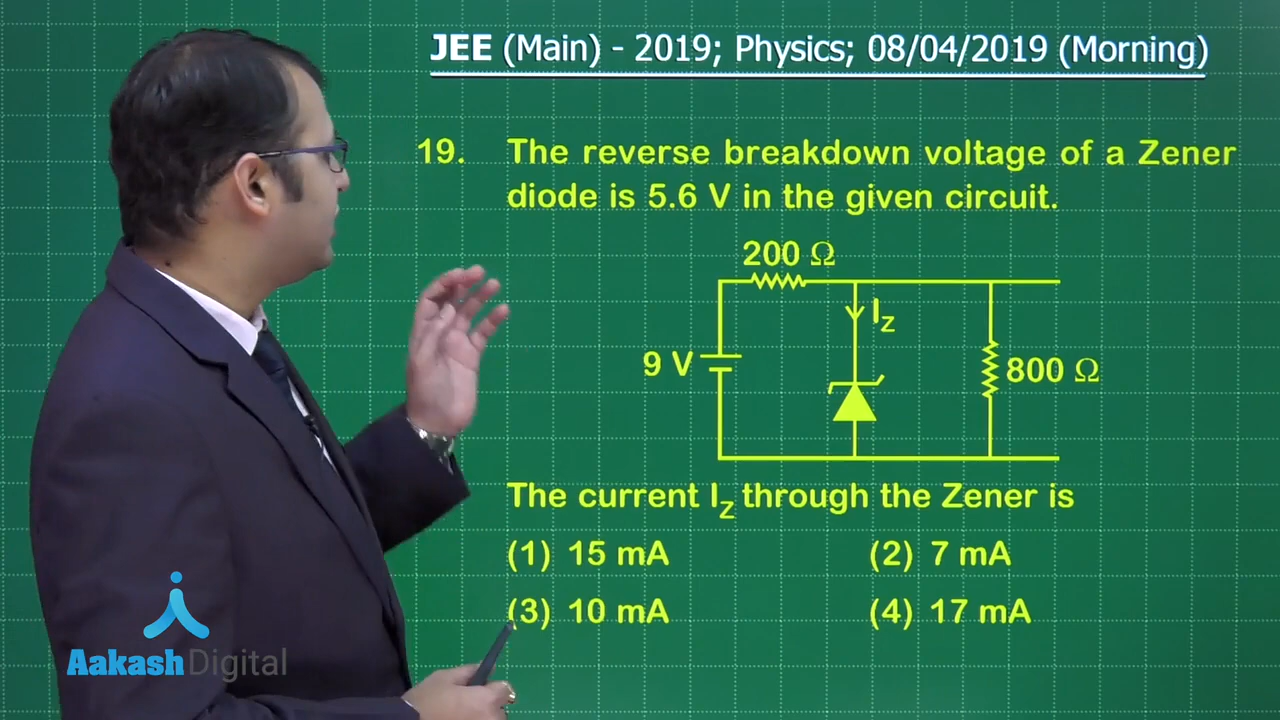 JEE (Main) - 2019; Physics; 08/04/2019 (Morning)
19. The reverse breakdown voltage of a Zener
diode is 5.6 V in the given circuit.
200 Ω
I_Z
9 V
800 Ω
The current I_Z through the Zener is
(1) 15 mA (2) 7 mA
(3) 10 mA (4) 17 mA
Aakash Digital